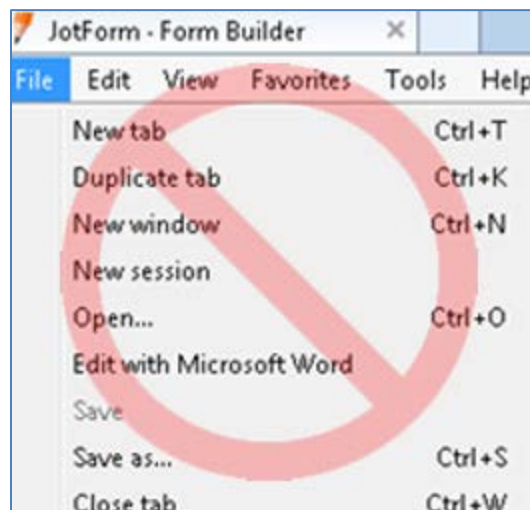 JotForm - Form Builder
File Edit View Favorites Tools Help
New tab Ctrl+T
Duplicate tab Ctrl+K
New window Ctrl+N
New session
Open... Ctrl+O
Edit with Microsoft Word
Save
Save as... Ctrl+S
Close tab Ctrl+W